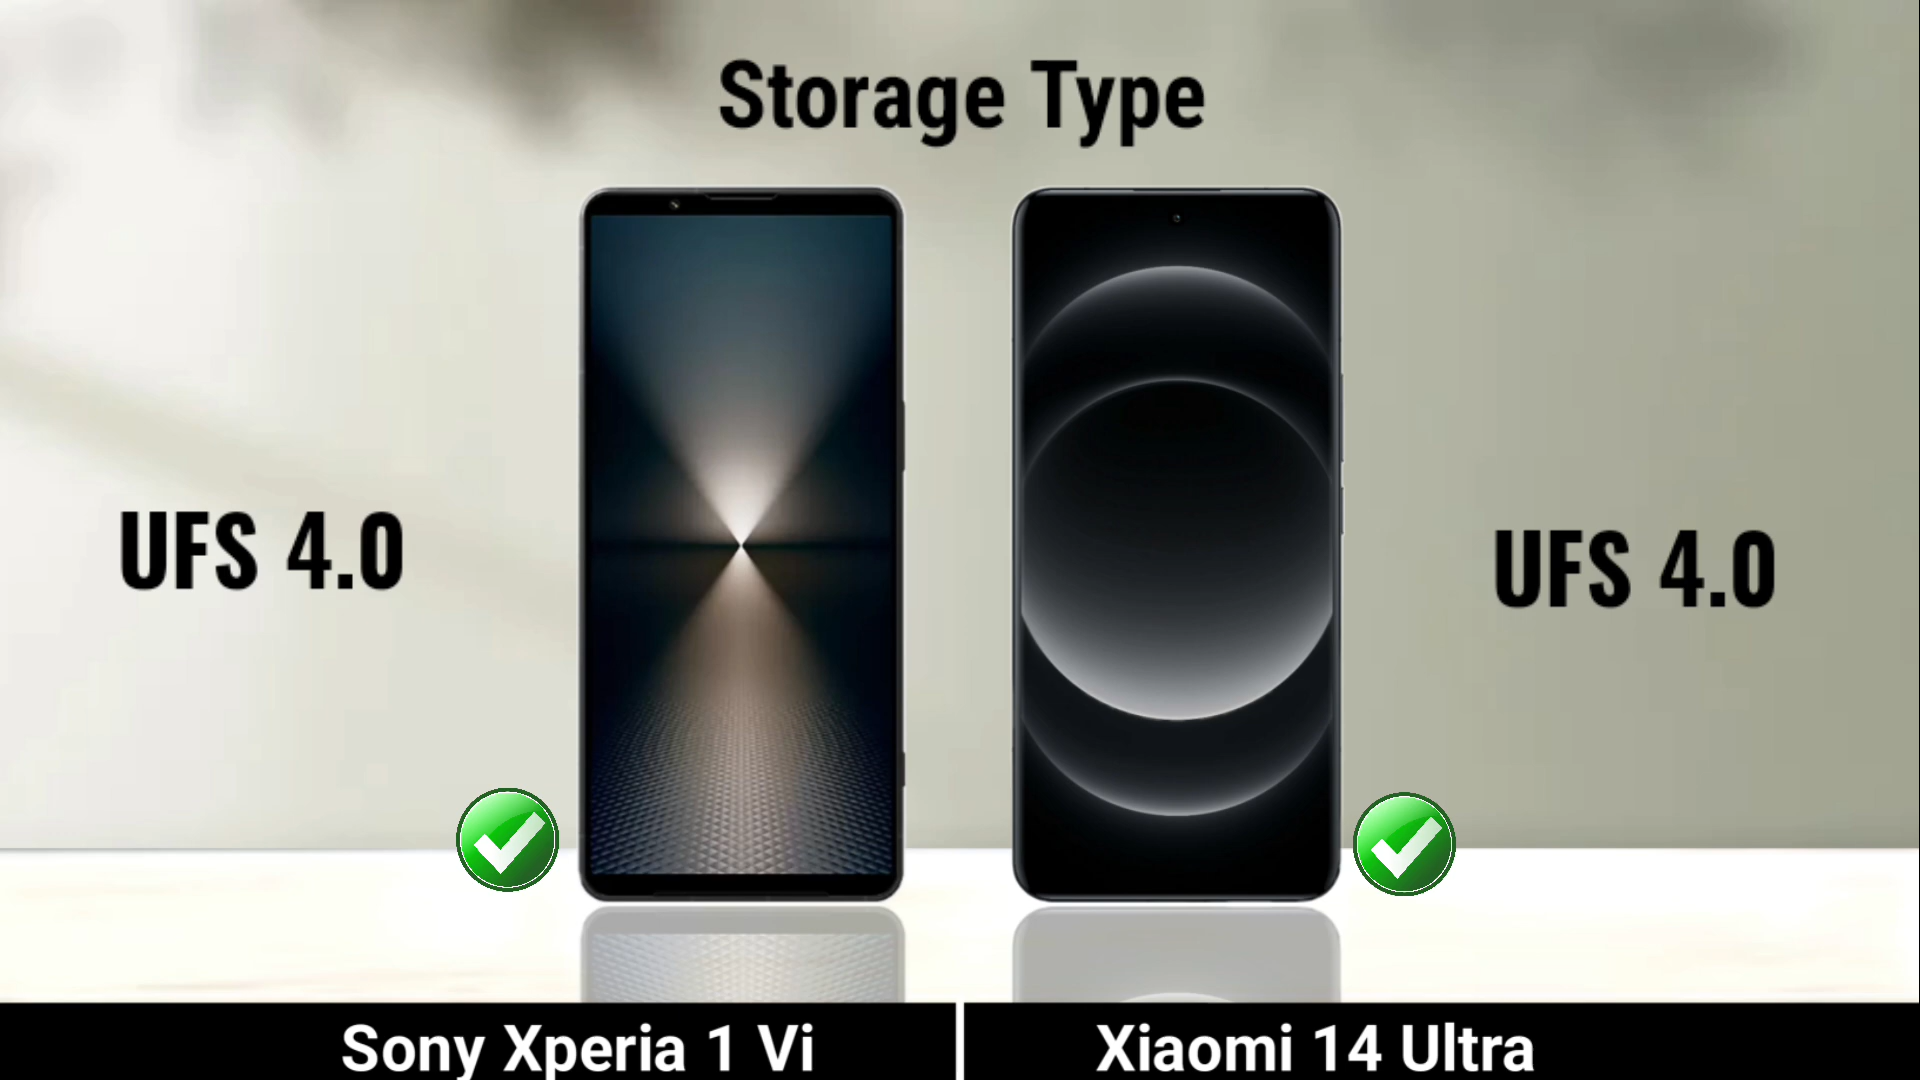 Storage Type
UFS 4.0
UFS 4.0
Sony Xperia 1 Vi
Xiaomi 14 Ultra